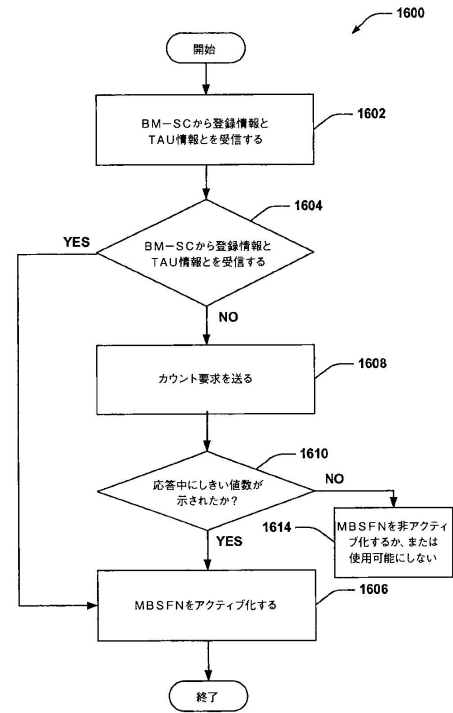 1600
開始
BM－SCから登録情報と
TAU情報とを受信する
1602
1604
YES
BM－SCから登録情報と
TAU情報とを受信する
NO
カウント要求を送る
1608
1610
応答中にしきい値数が
示されたか？
NO
1614
MBSFNを非アクティ
ブ化するか、または
使用可能にしない
YES
MBSFNをアクティブ化する
1606
終了